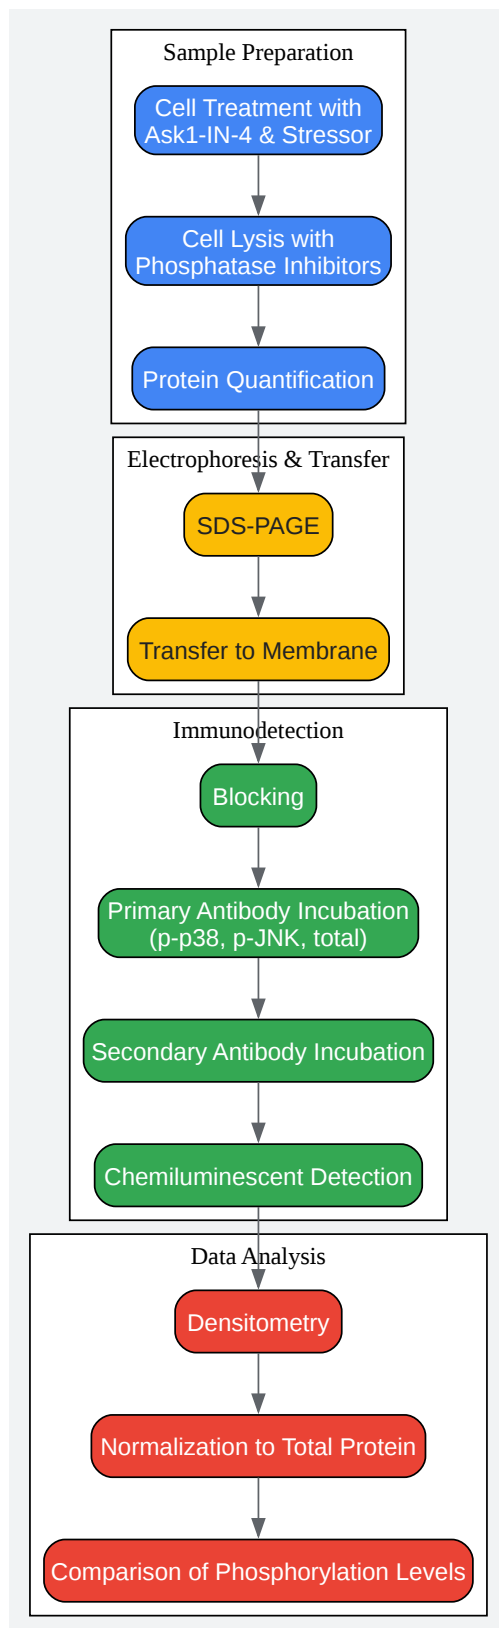 Sample Preparation
Cell Treatment with
Ask1-IN-4 & Stressor
Cell Lysis with
Phosphatase Inhibitors
Protein Quantification
Electrophoresis & Transfer
SDS-PAGE
Transfer to Membrane
Immunodetection
Blocking
Primary Antibody Incubation
(p-p38, p-JNK, total)
Secondary Antibody Incubation
Chemiluminescent Detection
Data Analysis
Densitometry
Normalization to Total Protein
Comparison of Phosphorylation Levels